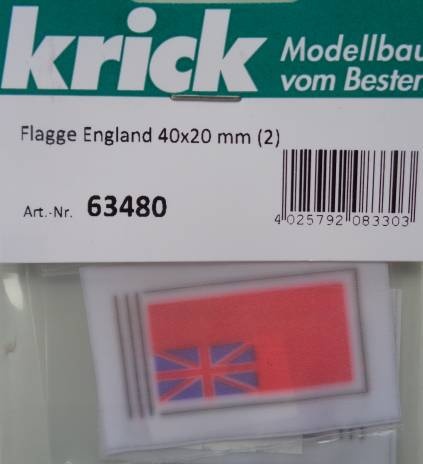 krick Modellbau
vom Besten
Flagge England 40x20 mm (2)
Art.-Nr. 63480
4 025792 083303